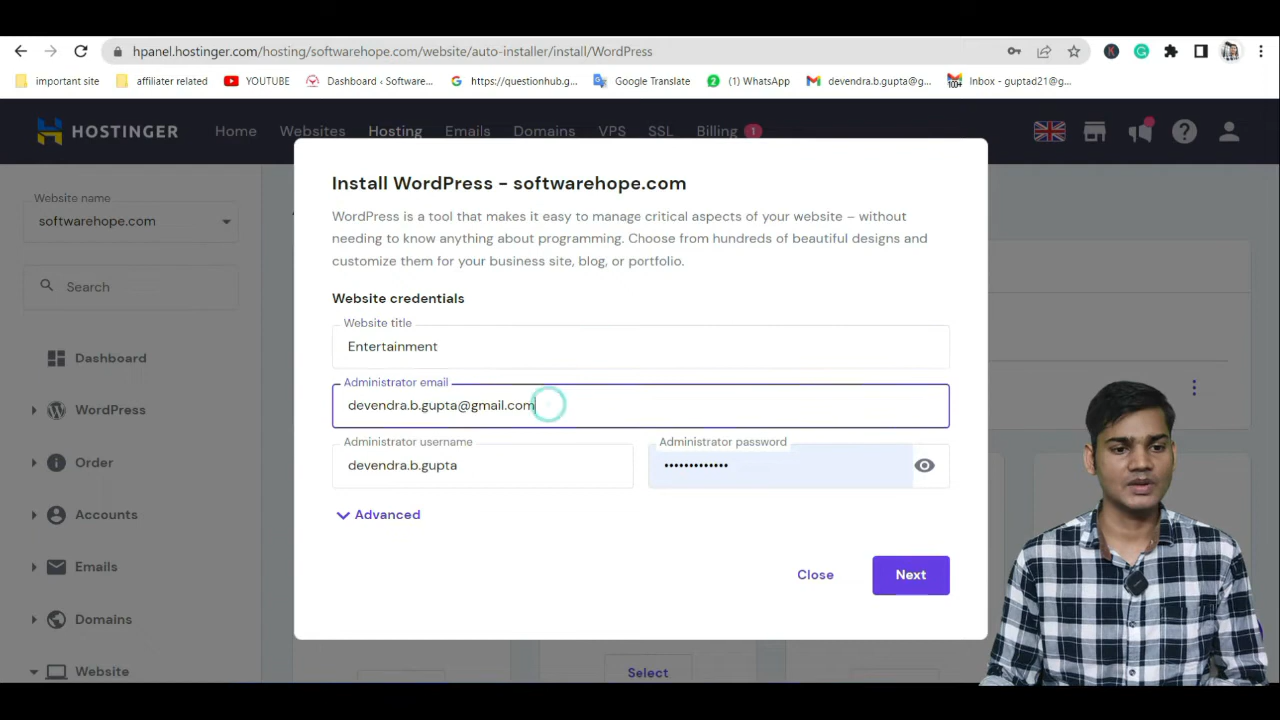 hpanel.hostinger.com/hosting/softwarehope.com/website/auto-installer/install/WordPress
important site
affiliater related
YOUTUBE
Dashboard ‹ Software...
https://questionhub.g...
Google Translate
(1) WhatsApp
devendra.b.gupta@g...
Inbox - guptad21@g...
HOSTINGER
Home
Websites
Hosting
Emails
Domains
VPS
SSL
Billing 1
Website name
softwarehope.com
Search
Dashboard
WordPress
Order
Accounts
Emails
Domains
Website
Install WordPress - softwarehope.com
WordPress is a tool that makes it easy to manage critical aspects of your website – without
needing to know anything about programming. Choose from hundreds of beautiful designs and
customize them for your business site, blog, or portfolio.
Website credentials
Website title
Entertainment
Administrator email
devendra.b.gupta@gmail.com
Administrator username
devendra.b.gupta
Administrator password
•••••••••••••
Advanced
Close
Next
Select